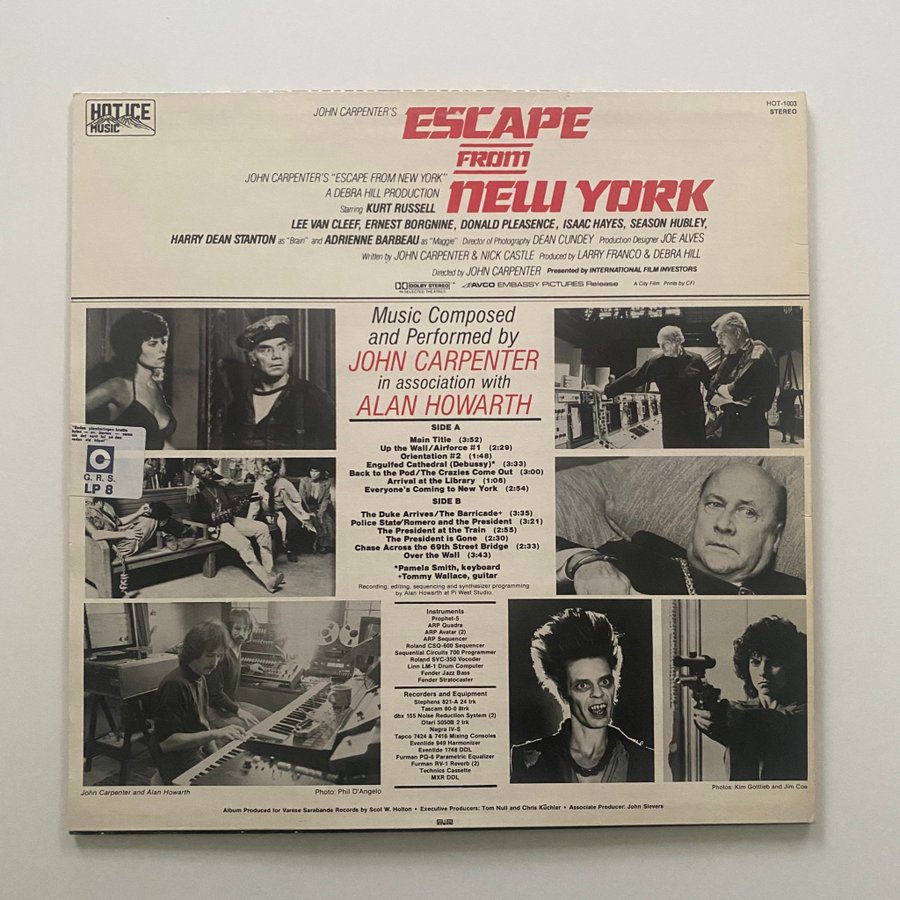 HOT ICE
MUSIC
HOT-1003
STEREO
JOHN CARPENTER'S
ESCAPE
FROM
NEW YORK
JOHN CARPENTER'S "ESCAPE FROM NEW YORK"
A DEBRA HILL PRODUCTION
Starring KURT RUSSELL
LEE VAN CLEEF, ERNEST BORGNINE, DONALD PLEASENCE, ISAAC HAYES, SEASON HUBLEY,
HARRY DEAN STANTON as "Brain" and ADRIENNE BARBEAU as "Maggie" Director of Photography DEAN CUNDEY Production Designer JOE ALVES
Written by JOHN CARPENTER & NICK CASTLE Produced by LARRY FRANCO & DEBRA HILL
Directed by JOHN CARPENTER Presented by INTERNATIONAL FILM INVESTORS
DOLBY STEREO
IN SELECTED THEATRES
AVCO EMBASSY PICTURES Release
A City Film Prints by CFI
Music Composed
and Performed by
JOHN CARPENTER
in association with
ALAN HOWARTH
SIDE A
Main Title (3:52)
Up the Wall/Airforce #1 (2:29)
Orientation #2 (1:48)
Engulfed Cathedral (Debussy)* (3:33)
Back to the Pod/The Crazies Come Out (3:00)
Arrival at the Library (1:06)
Everyone's Coming to New York (2:54)
SIDE B
The Duke Arrives/The Barricade+ (3:35)
Police State/Romero and the President (3:21)
The President at the Train (2:55)
The President is Gone (2:30)
Chase Across the 69th Street Bridge (2:33)
Over the Wall (3:43)
*Pamela Smith, keyboard
+Tommy Wallace, guitar
Recording, editing, sequencing and synthesizer programming
by Alan Howarth at Pi West Studio.
G. R. S.
LP 8
Instruments
Prophet-5
ARP Quadra
ARP Avatar (2)
ARP Sequencer
Roland CSQ-600 Sequencer
Sequential Circuits 700 Programmer
Roland SVC-350 Vocoder
Linn LM-1 Drum Computer
Fender Jazz Bass
Fender Stratocaster
Recorders and Equipment
Stephens 821-A 24 trk
Tascam 80-8 8trk
dbx 155 Noise Reduction System (2)
Otari 5050B 2 trk
Nagra IV-S
Tapco 7424 & 7416 Mixing Consoles
Eventide 949 Harmonizer
Eventide 1748 DDL
Furman PQ-6 Parametric Equalizer
Furman RV-1 Reverb (2)
Technics Cassette
MXR DDL
John Carpenter and Alan Howarth
Photo: Phil D'Angelo
Photos: Kim Gottlieb and Jim Coe
Album Produced for Varèse Sarabande Records by Scot W. Holton • Executive Producers: Tom Null and Chris Kuchler • Associate Producer: John Sievers